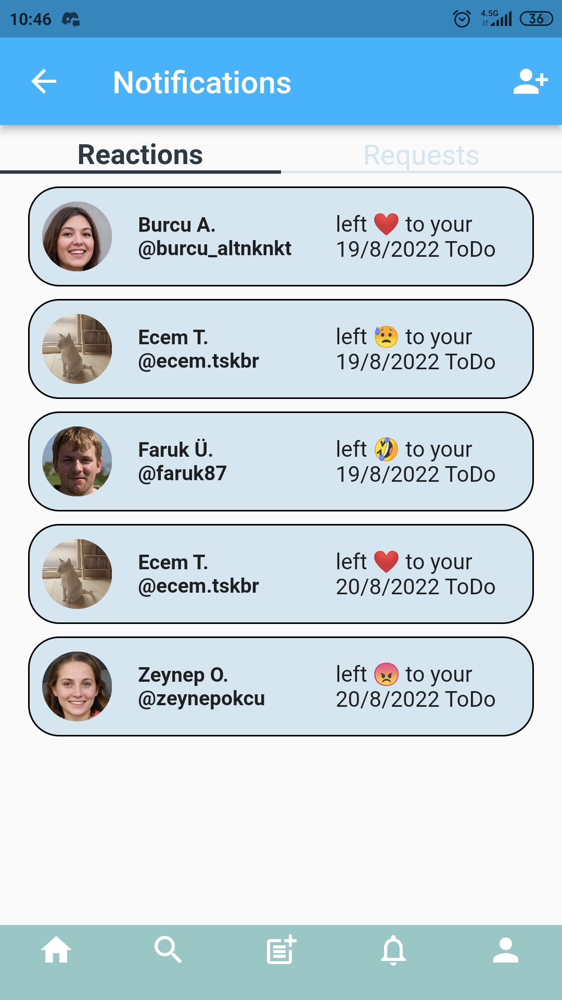 10:46
4.5G
36
Notifications
Reactions
Requests
Burcu A.
@burcu_altnknkt
left ❤️ to your
19/8/2022 ToDo
Ecem T.
@ecem.tskbr
left 😥 to your
19/8/2022 ToDo
Faruk Ü.
@faruk87
left 🤣 to your
19/8/2022 ToDo
Ecem T.
@ecem.tskbr
left ❤️ to your
20/8/2022 ToDo
Zeynep O.
@zeynepokcu
left 😡 to your
20/8/2022 ToDo